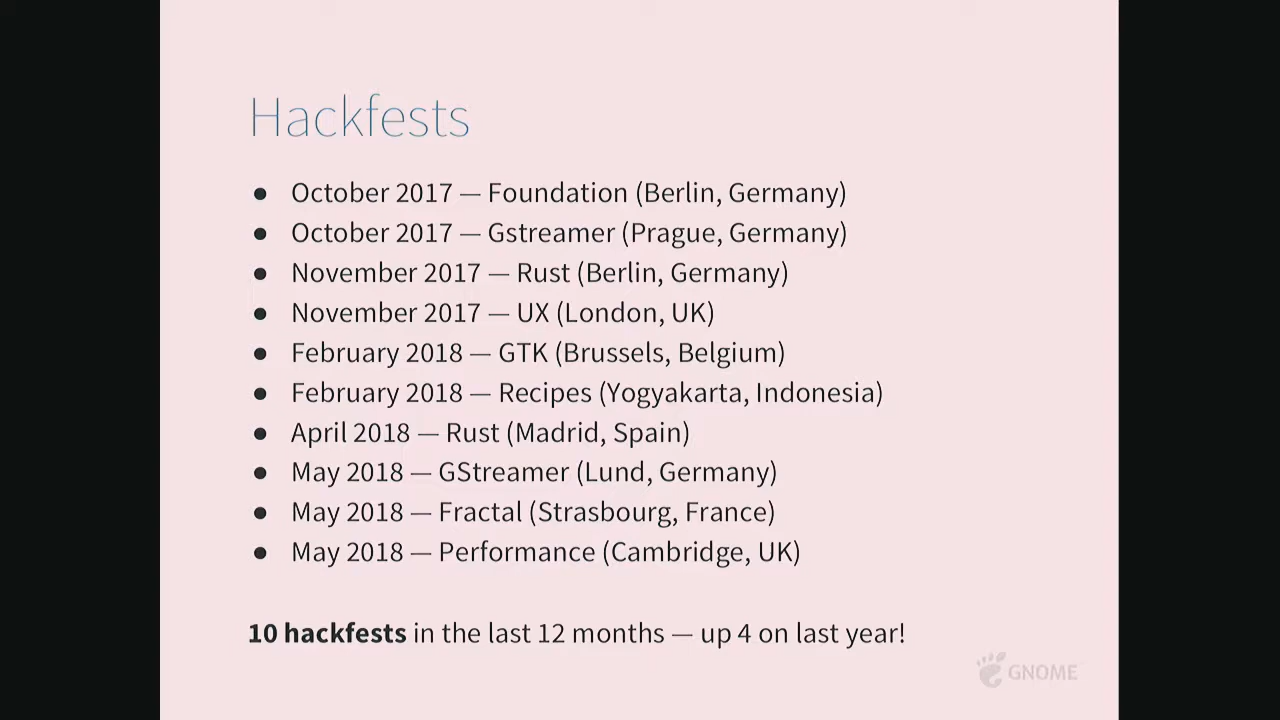 Hackfests
● October 2017 — Foundation (Berlin, Germany)
● October 2017 — Gstreamer (Prague, Germany)
● November 2017 — Rust (Berlin, Germany)
● November 2017 — UX (London, UK)
● February 2018 — GTK (Brussels, Belgium)
● February 2018 — Recipes (Yogyakarta, Indonesia)
● April 2018 — Rust (Madrid, Spain)
● May 2018 — GStreamer (Lund, Germany)
● May 2018 — Fractal (Strasbourg, France)
● May 2018 — Performance (Cambridge, UK)
10 hackfests in the last 12 months — up 4 on last year!
GNOME